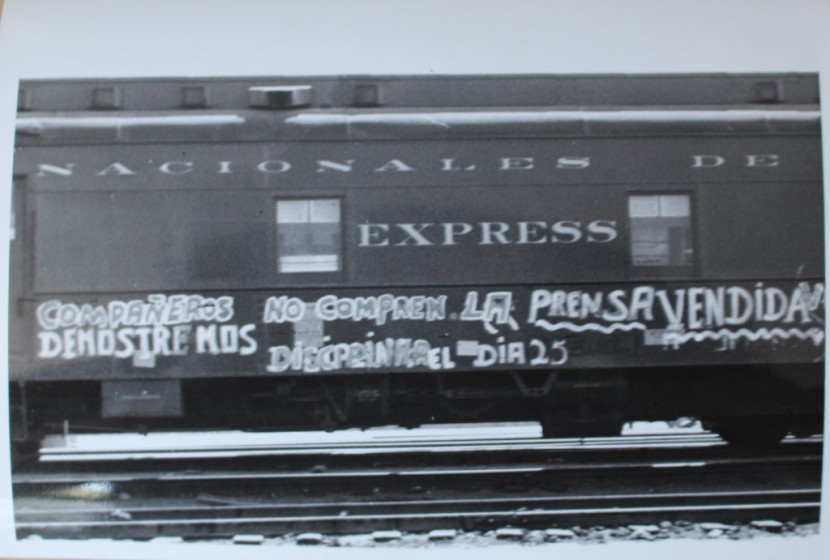 NACIONALES DE
EXPRESS
COMPAÑEROS NO COMPREN LA PRENSA VENDIDA
DEMOSTREMOS DISCIPLINA EL DIA 25